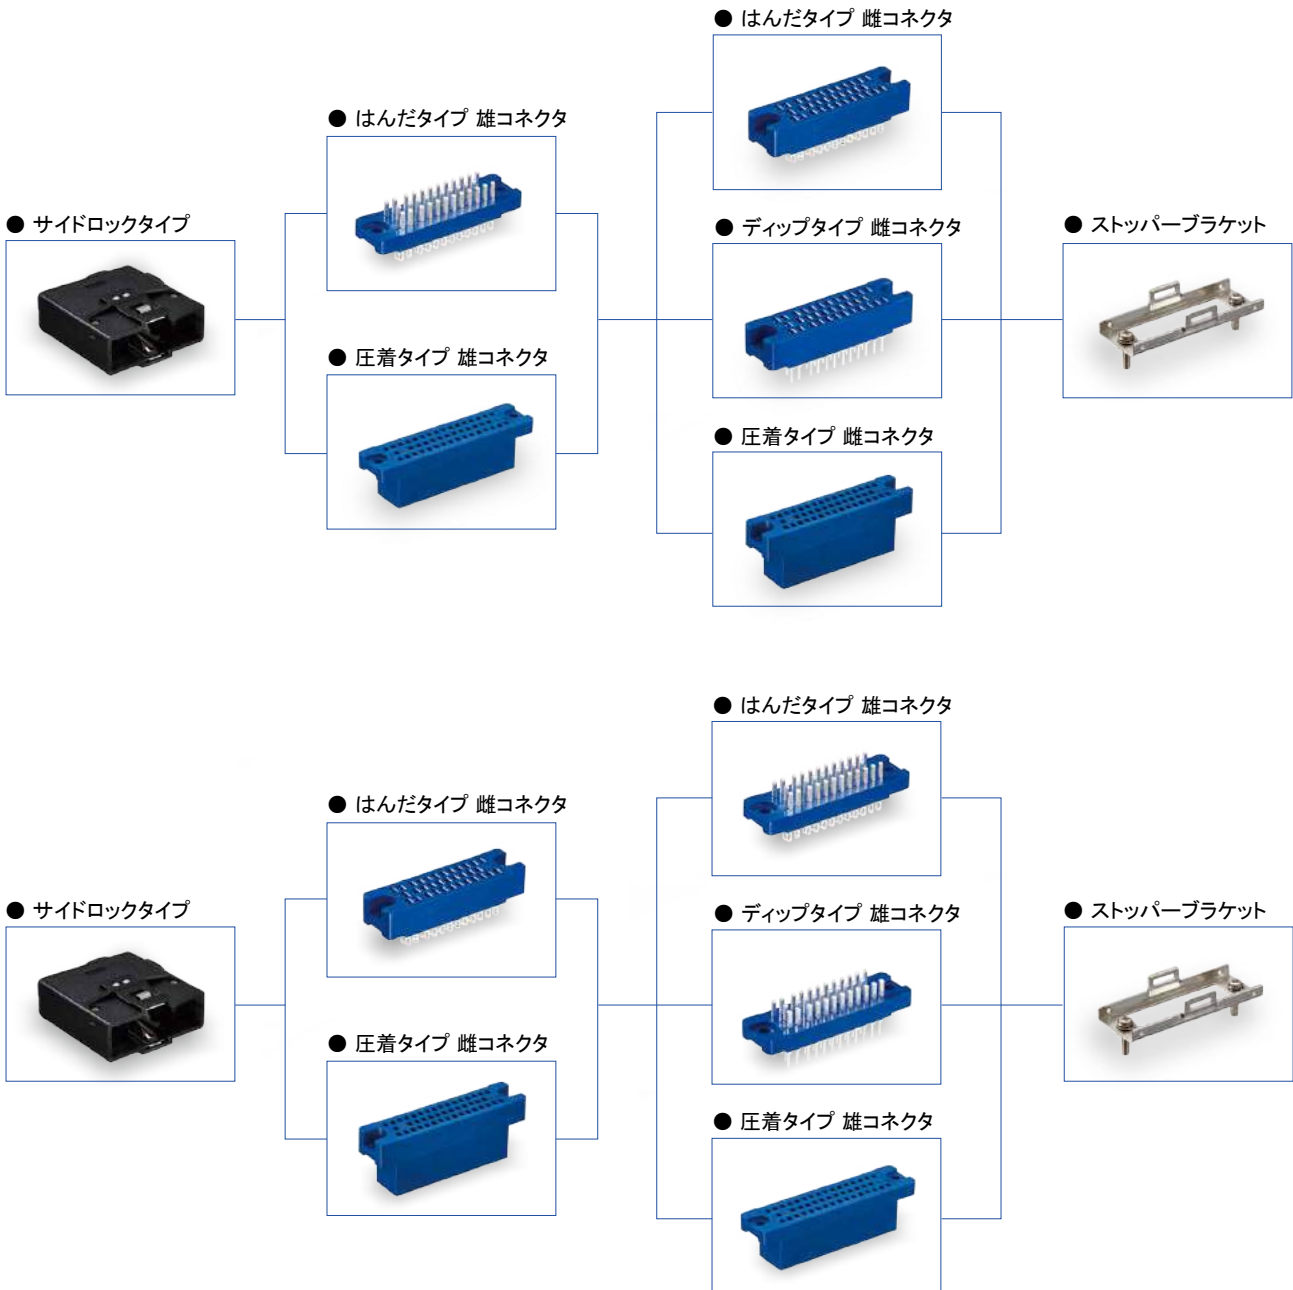 ● はんだタイプ 雌コネクタ
● はんだタイプ 雄コネクタ
● サイドロックタイプ
● ディップタイプ 雌コネクタ
● ストッパーブラケット
● 圧着タイプ 雄コネクタ
● 圧着タイプ 雌コネクタ
● はんだタイプ 雄コネクタ
● はんだタイプ 雌コネクタ
● サイドロックタイプ
● ディップタイプ 雄コネクタ
● ストッパーブラケット
● 圧着タイプ 雌コネクタ
● 圧着タイプ 雄コネクタ